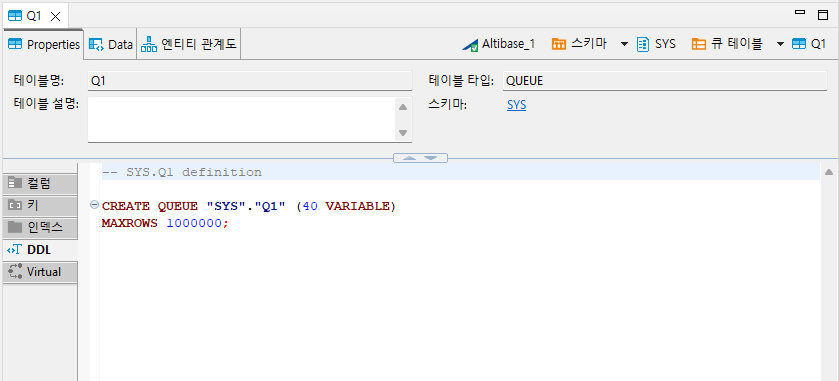 Q1
Properties Data 엔티티 관계도 Altibase_1 스키마 SYS 큐 테이블 Q1
테이블명: Q1 테이블 타입: QUEUE
테이블 설명: 스키마: SYS
컬럼
키
인덱스
DDL
Virtual
-- SYS.Q1 definition
CREATE QUEUE "SYS"."Q1" (40 VARIABLE)
MAXROWS 1000000;